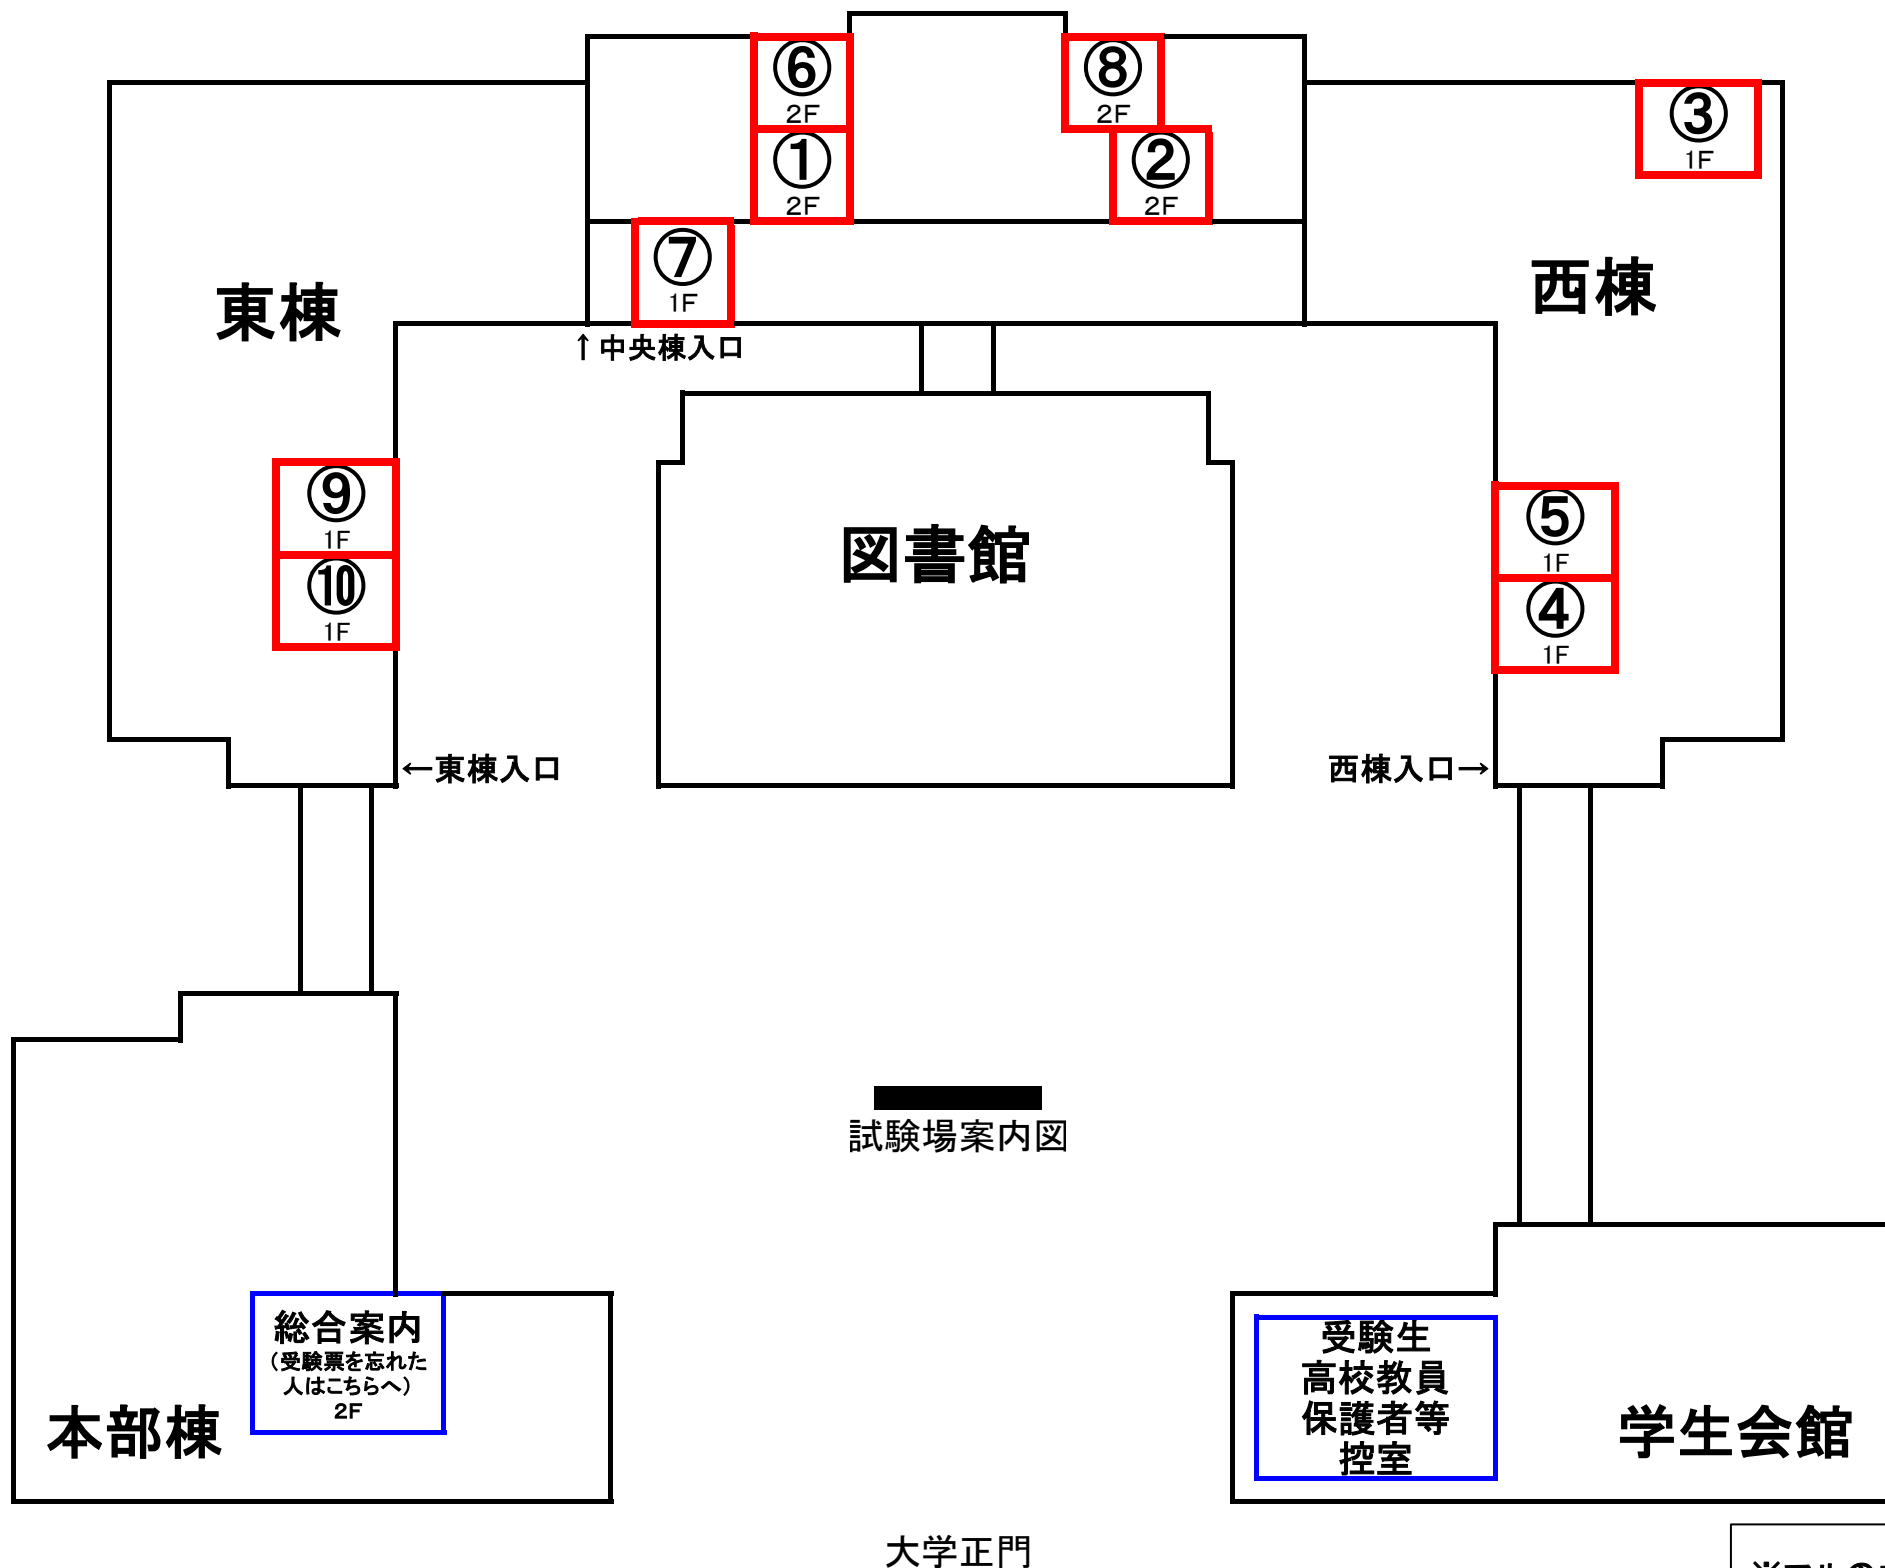 ⑥
2F
⑧
2F
③
1F
①
2F
②
2F
⑦
1F
東棟
西棟
↑中央棟入口
⑨
1F
⑩
1F
図書館
⑤
1F
④
1F
←東棟入口
西棟入口→
試験場案内図
総合案内
（受験票を忘れた
人はこちらへ）
2F
本部棟
受験生
高校教員
保護者等
控室
学生会館
大学正門